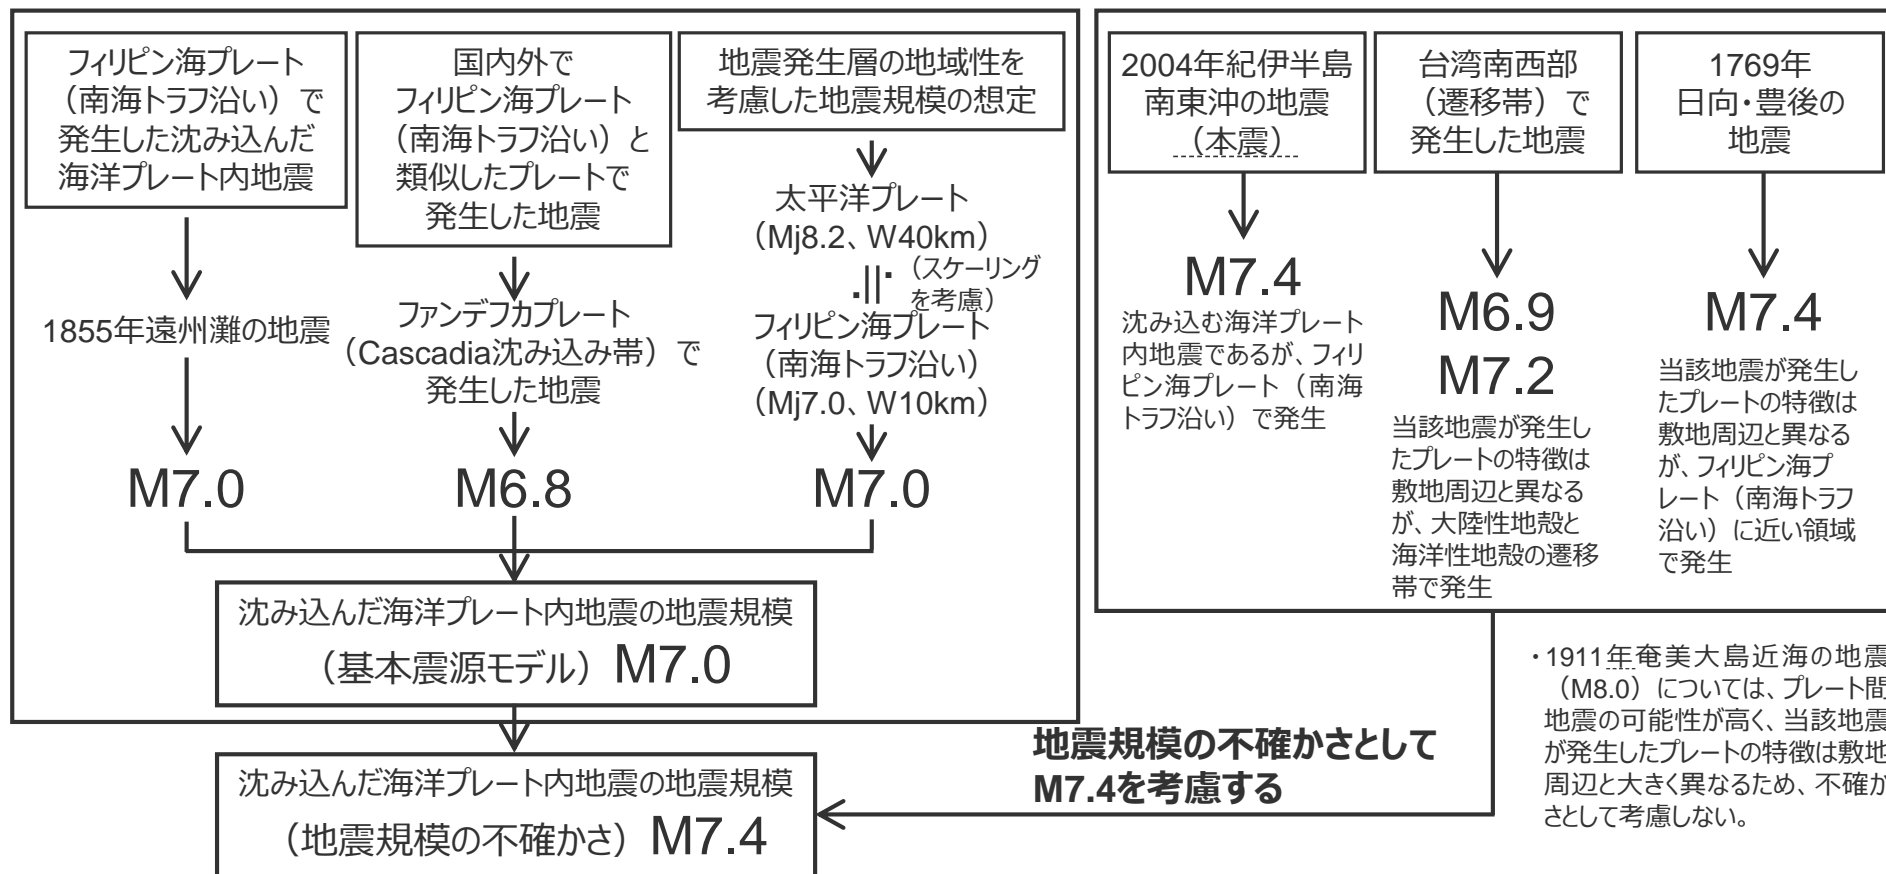 フィリピン海プレート
（南海トラフ沿い）で
発生した沈み込んだ
海洋プレート内地震
1855年遠州灘の地震
M7.0
国内外で
フィリピン海プレート
（南海トラフ沿い）と
類似したプレートで
発生した地震
ファンデフカプレート
（Cascadia沈み込み帯）で
発生した地震
M6.8
地震発生層の地域性を
考慮した地震規模の想定
太平洋プレート
（Mj8.2、W40km）
（スケーリング
を考慮）
フィリピン海プレート
（南海トラフ沿い）
（Mj7.0、W10km）
M7.0
沈み込んだ海洋プレート内地震の地震規模
（基本震源モデル）M7.0
沈み込んだ海洋プレート内地震の地震規模
（地震規模の不確かさ）M7.4
2004年紀伊半島
南東沖の地震
（本震）
M7.4
沈み込む海洋プレート
内地震であるが、フィリ
ピン海プレート（南海
トラフ沿い）で発生
台湾南西部
（遷移帯）で
発生した地震
M6.9
M7.2
当該地震が発生し
たプレートの特徴は
敷地周辺と異なる
が、大陸性地殻と
海洋性地殻の遷移
帯で発生
1769年
日向・豊後の
地震
M7.4
当該地震が発生し
たプレートの特徴は
敷地周辺と異なる
が、フィリピン海プ
レート（南海トラフ
沿い）に近い領域
で発生
地震規模の不確かさとして
M7.4を考慮する
・1911年奄美大島近海の地震
（M8.0）については、プレート間
地震の可能性が高く、当該地震
が発生したプレートの特徴は敷地
周辺と大きく異なるため、不確か
さとして考慮しない。